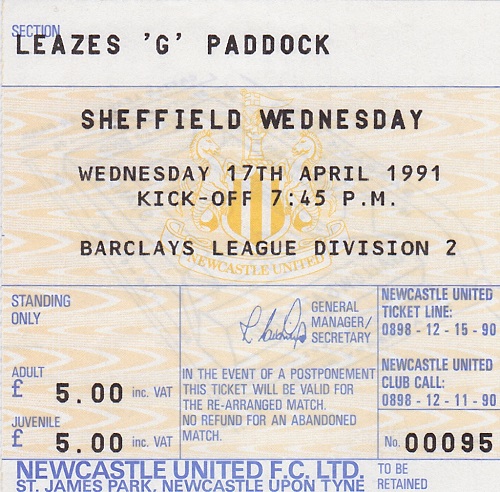 SECTION
LEAZES 'G' PADDOCK
SHEFFIELD WEDNESDAY
WEDNESDAY 17TH APRIL 1991
KICK-OFF 7:45 P.M.
BARCLAYS LEAGUE DIVISION 2
NEWCASTLE UNITED
STANDING
ONLY
ADULT
£ 5.00 inc. VAT
JUVENILE
£ 5.00 inc. VAT
GENERAL
MANAGER/
SECRETARY
IN THE EVENT OF A POSTPONEMENT
THIS TICKET WILL BE VALID FOR
THE RE-ARRANGED MATCH.
NO REFUND FOR AN ABANDONED
MATCH.
NEWCASTLE UNITED
TICKET LINE:
0898 - 12 - 15 - 90
NEWCASTLE UNITED
CLUB CALL:
0898 - 12 - 11 - 90
No. 00095
NEWCASTLE UNITED F.C. LTD.
ST. JAMES PARK, NEWCASTLE UPON TYNE
TO BE
RETAINED